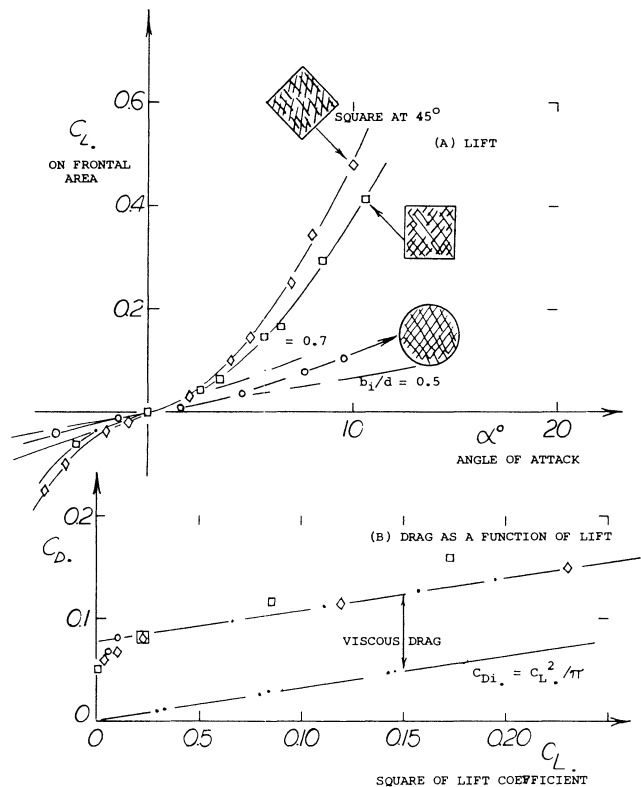 0.6
SQUARE AT 45°
C_L.
ON FRONTAL
AREA
(A) LIFT
0.4
0.2
= 0.7
b_i/d = 0.5
10
α°
20
ANGLE OF ATTACK
0.2
C_D.
(B) DRAG AS A FUNCTION OF LIFT
0.1
VISCOUS DRAG
C_Di. = C_L.²/π
0
0
0.5
0.10
0.15
0.20
C_L.
SQUARE OF LIFT COEFFICIENT